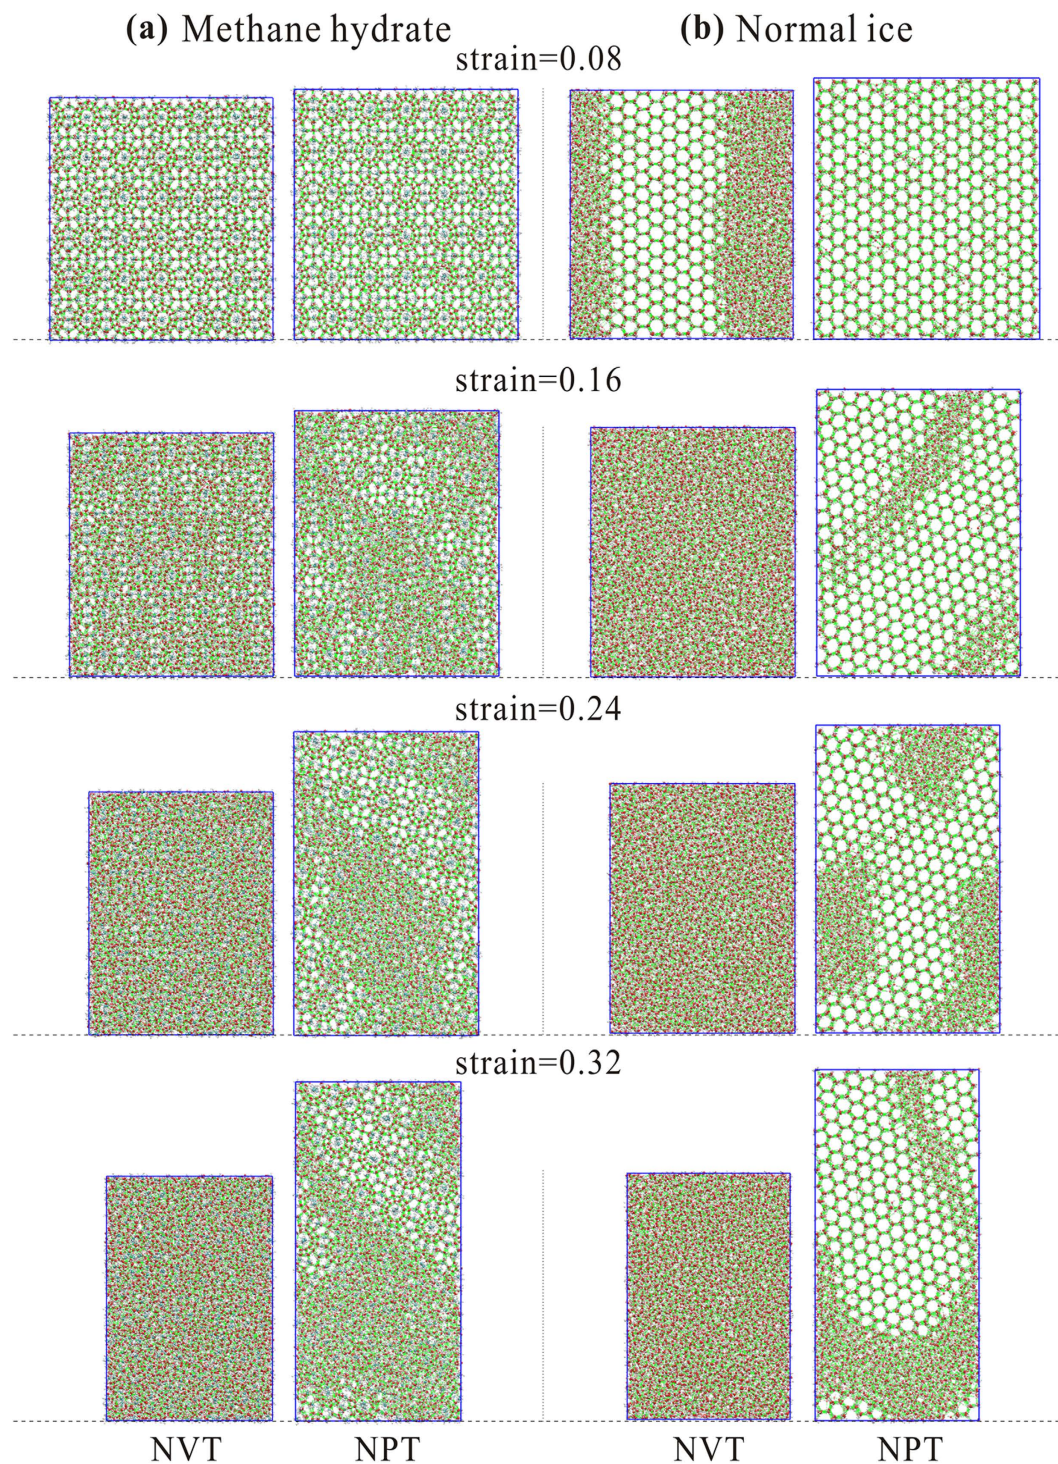 (a) Methane hydrate
(b) Normal ice
strain=0.08
strain=0.16
strain=0.24
strain=0.32
NVT
NPT
NVT
NPT